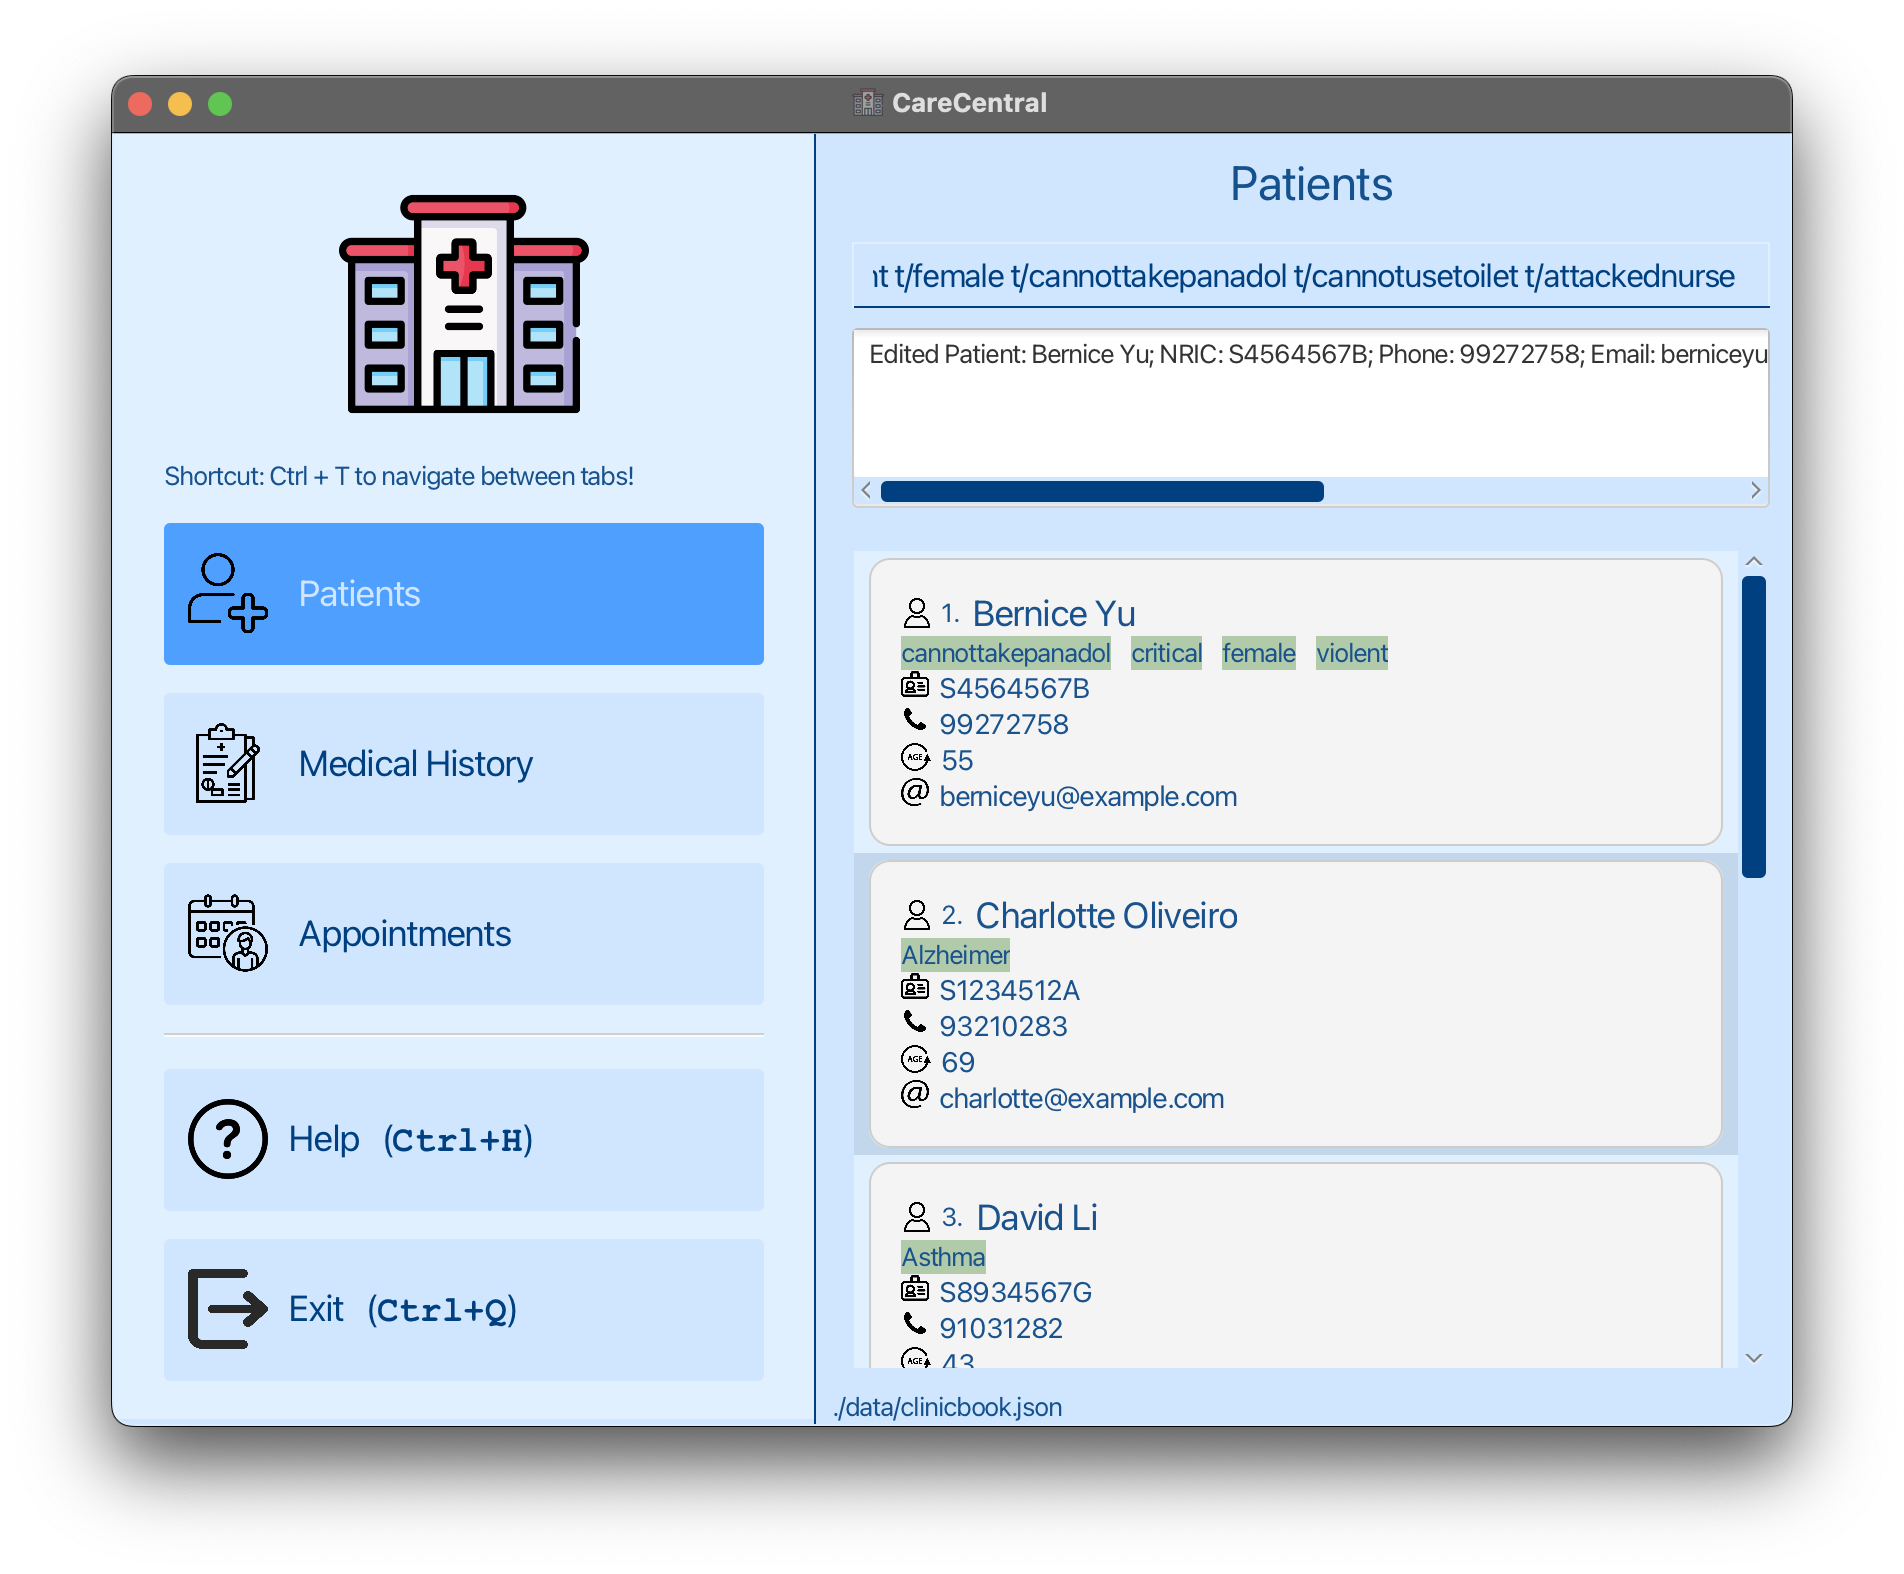 CareCentral
Shortcut: Ctrl + T to navigate between tabs!
Patients
Medical History
Appointments
Help (Ctrl+H)
Exit (Ctrl+Q)
Patients
t/female t/cannottakepanadol t/cannotusetoilet t/attackednurse
Edited Patient: Bernice Yu; NRIC: S4564567B; Phone: 99272758; Email: berniceyu
1. Bernice Yu
cannottakepanadol critical female violent
S4564567B
99272758
AGE 55
berniceyu@example.com
2. Charlotte Oliveiro
Alzheimer
S1234512A
93210283
AGE 69
charlotte@example.com
3. David Li
Asthma
S8934567G
91031282
AGE 43
./data/clinicbook.json